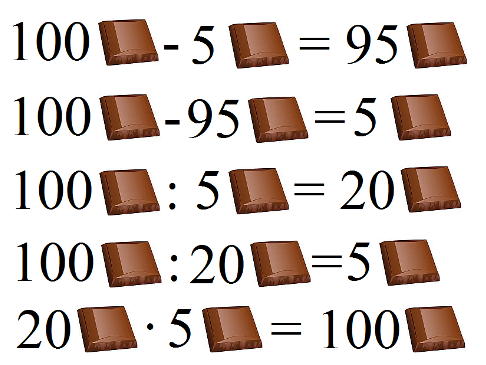 100 - 5 = 95
100 - 95 = 5
100 : 5 = 20
100 : 20 = 5
20 · 5 = 100